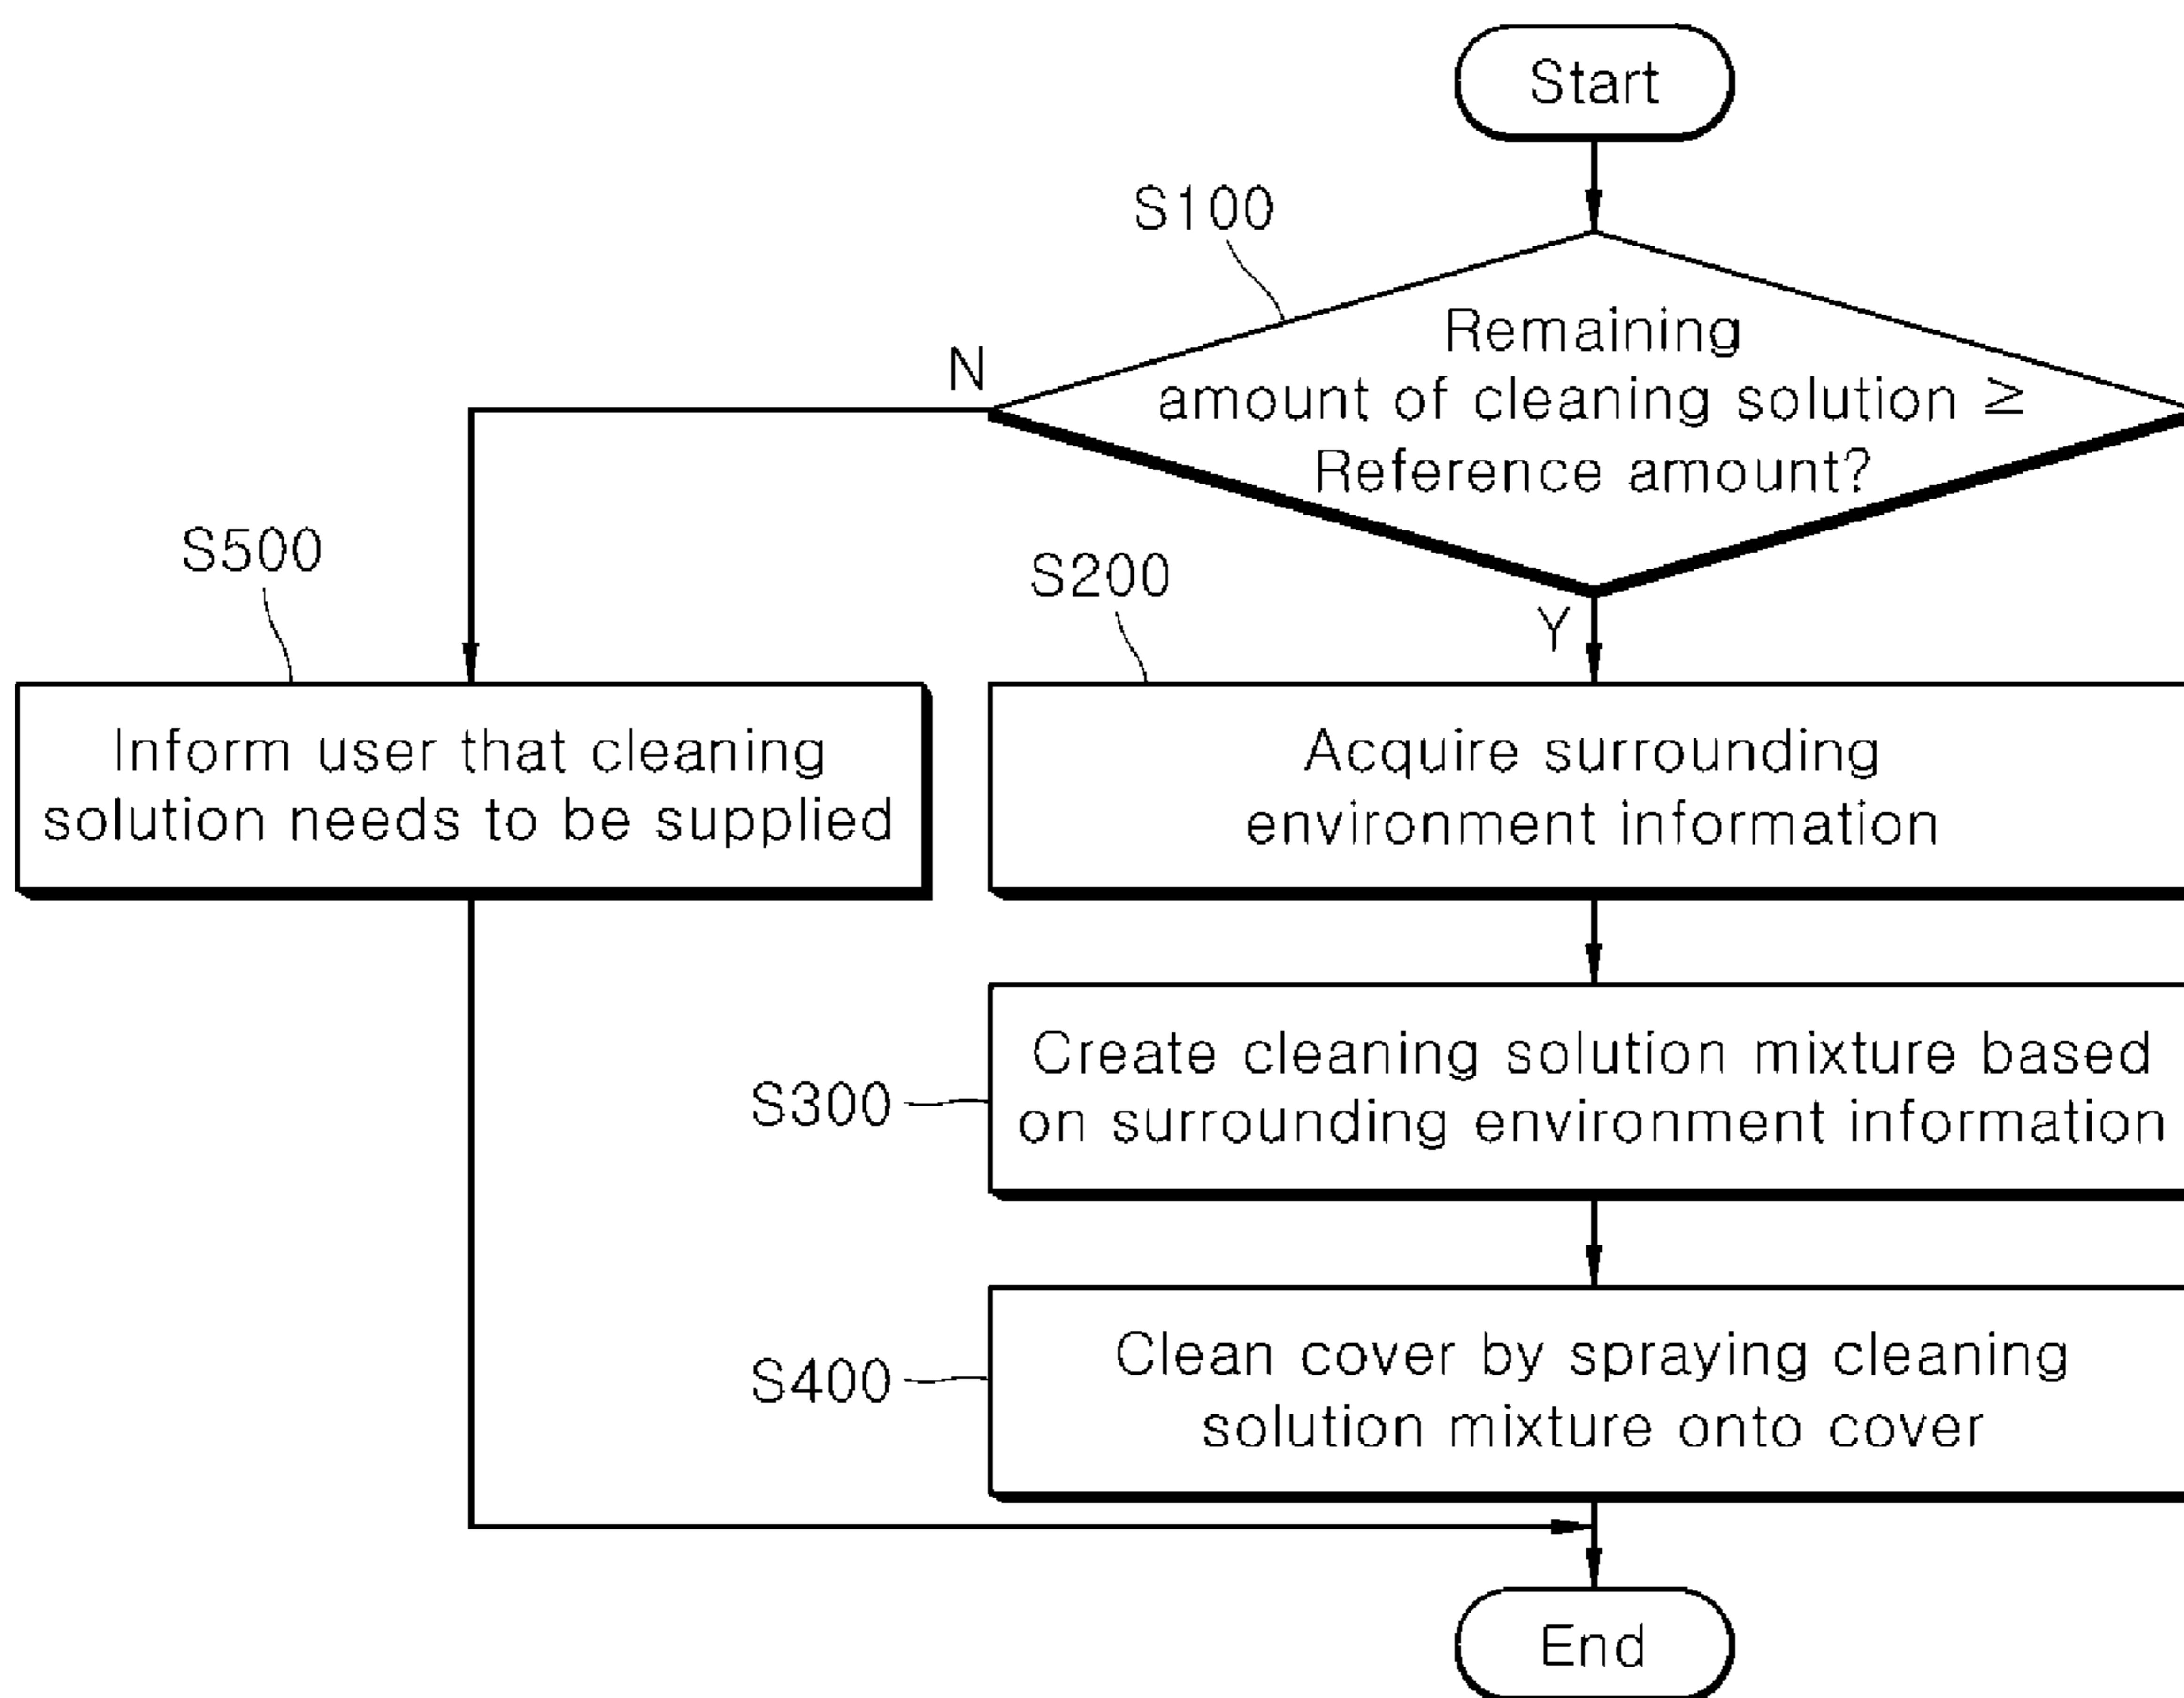 Start
S100
Remaining
amount of cleaning solution ≥
Reference amount?
N
Y
S500
Inform user that cleaning
solution needs to be supplied
S200
Acquire surrounding
environment information
S300
Create cleaning solution mixture based
on surrounding environment information
S400
Clean cover by spraying cleaning
solution mixture onto cover
End